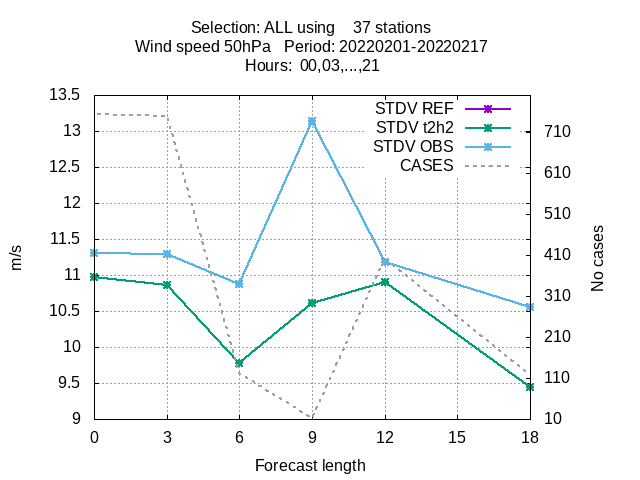 Selection: ALL using 37 stations
Wind speed 50hPa Period: 20220201-20220217
Hours: 00,03,...,21
STDV REF
STDV t2h2
STDV OBS
CASES
13.5
13
12.5
12
11.5
11
10.5
10
9.5
9
m/s
710
610
510
410
310
210
110
10
No cases
0 3 6 9 12 15 18
Forecast length